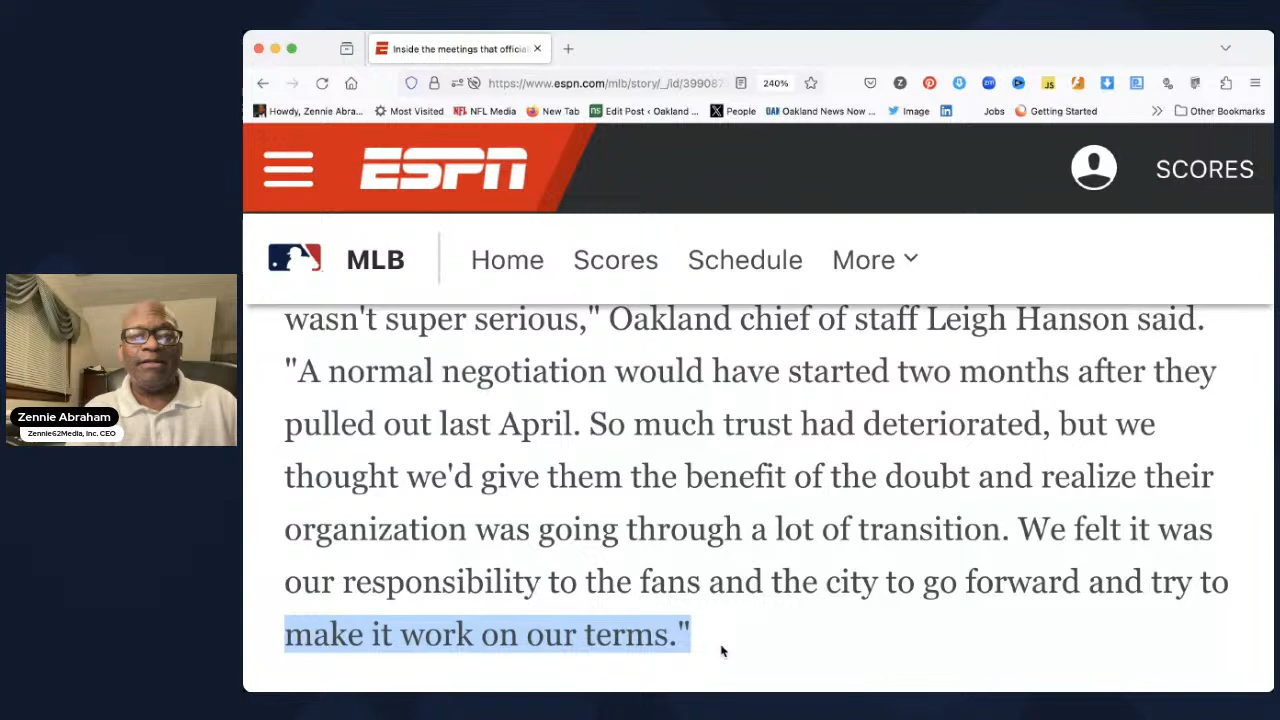 Inside the meetings that officia
https://www.espn.com/mlb/story/_/id/39908
240%
Howdy, Zennie Abra...
Most Visited
NFL Media
New Tab
Edit Post ‹ Oakland ...
People
Oakland News Now ...
Image
Jobs
Getting Started
Other Bookmarks
ESPN
SCORES
MLB
Home
Scores
Schedule
More
wasn't super serious," Oakland chief of staff Leigh Hanson said.
"A normal negotiation would have started two months after they
pulled out last April. So much trust had deteriorated, but we
thought we'd give them the benefit of the doubt and realize their
organization was going through a lot of transition. We felt it was
our responsibility to the fans and the city to go forward and try to
make it work on our terms."
Zennie Abraham
Zennie62Media, Inc. CEO